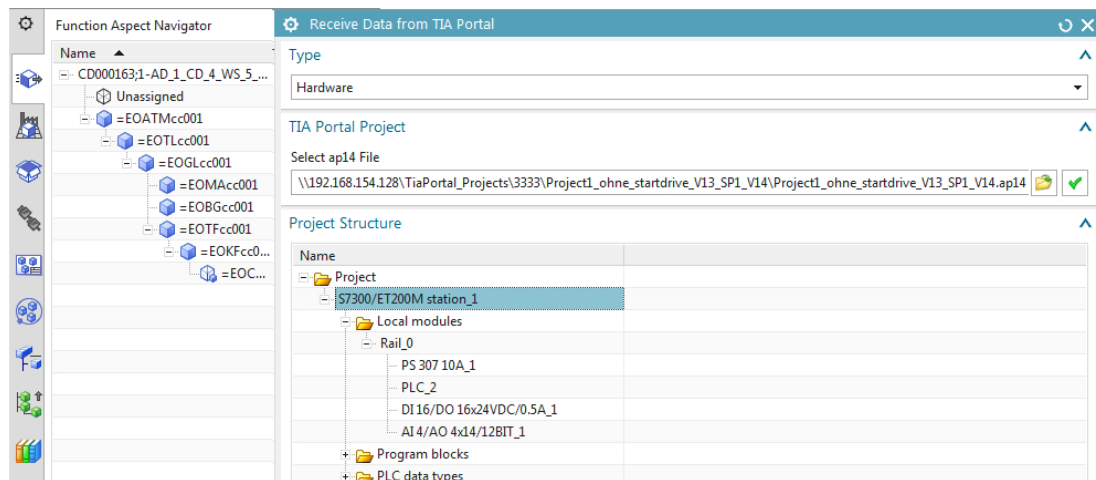 Function Aspect Navigator
Name
CD000163;1-AD_1_CD_4_WS_5_...
Unassigned
=EOATMcc001
=EOTLcc001
=EOGLcc001
=EOMAcc001
=EOBGcc001
=EOTFcc001
=EOKFcc0...
=EOC...
Receive Data from TIA Portal
Type
Hardware
TIA Portal Project
Select ap14 File
\\192.168.154.128\TiaPortal_Projects\3333\Project1_ohne_startdrive_V13_SP1_V14\Project1_ohne_startdrive_V13_SP1_V14.ap14
Project Structure
Name
Project
S7300/ET200M station_1
Local modules
Rail_0
PS 307 10A_1
PLC_2
DI 16/DO 16x24VDC/0.5A_1
AI 4/AO 4x14/12BIT_1
Program blocks
PLC data types